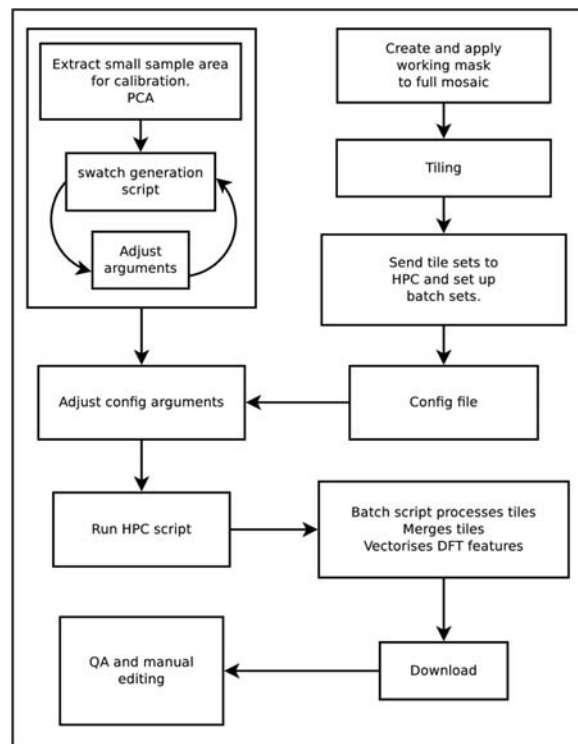 Extract small sample area
for calibration.
PCA
swatch generation
script
Adjust
arguments
Create and apply
working mask
to full mosaic
Tiling
Send tile sets to
HPC and set up
batch sets.
Config file
Adjust config arguments
Run HPC script
Batch script processes tiles
Merges tiles
Vectorises DFT features
Download
QA and manual
editing